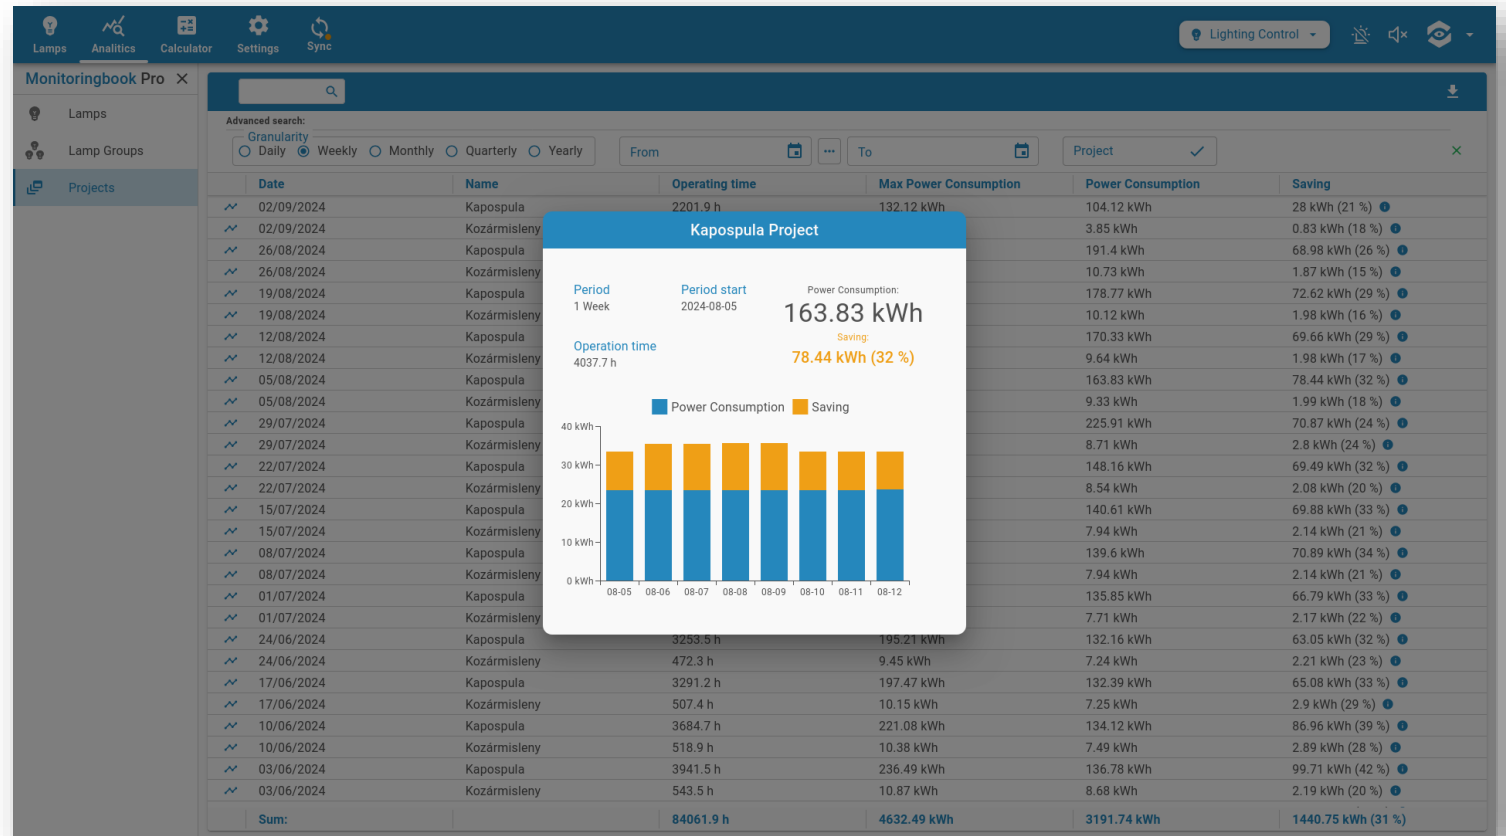 Lamps Analitics Calculator Settings Sync Lighting Control
Monitoringbook Pro
Lamps
Lamp Groups
Projects
Advanced search:
Granularity
Daily Weekly Monthly Quarterly Yearly From ... To Project
Date Name Operating time Max Power Consumption Power Consumption Saving
02/09/2024 Kapospula 2201.9 h 132.12 kWh 104.12 kWh 28 kWh (21 %)
02/09/2024 Kozármisleny 3.85 kWh 0.83 kWh (18 %)
26/08/2024 Kapospula 191.4 kWh 68.98 kWh (26 %)
26/08/2024 Kozármisleny 10.73 kWh 1.87 kWh (15 %)
19/08/2024 Kapospula 178.77 kWh 72.62 kWh (29 %)
19/08/2024 Kozármisleny 10.12 kWh 1.98 kWh (16 %)
12/08/2024 Kapospula 170.33 kWh 69.66 kWh (29 %)
12/08/2024 Kozármisleny 9.64 kWh 1.98 kWh (17 %)
05/08/2024 Kapospula 163.83 kWh 78.44 kWh (32 %)
05/08/2024 Kozármisleny 9.33 kWh 1.99 kWh (18 %)
29/07/2024 Kapospula 225.91 kWh 70.87 kWh (24 %)
29/07/2024 Kozármisleny 8.71 kWh 2.8 kWh (24 %)
22/07/2024 Kapospula 148.16 kWh 69.49 kWh (32 %)
22/07/2024 Kozármisleny 8.54 kWh 2.08 kWh (20 %)
15/07/2024 Kapospula 140.61 kWh 69.88 kWh (33 %)
15/07/2024 Kozármisleny 7.94 kWh 2.14 kWh (21 %)
08/07/2024 Kapospula 139.6 kWh 70.89 kWh (34 %)
08/07/2024 Kozármisleny 7.94 kWh 2.14 kWh (21 %)
01/07/2024 Kapospula 135.85 kWh 66.79 kWh (33 %)
01/07/2024 Kozármisleny 7.71 kWh 2.17 kWh (22 %)
24/06/2024 Kapospula 3253.5 h 195.21 kWh 132.16 kWh 63.05 kWh (32 %)
24/06/2024 Kozármisleny 472.3 h 9.45 kWh 7.24 kWh 2.21 kWh (23 %)
17/06/2024 Kapospula 3291.2 h 197.47 kWh 132.39 kWh 65.08 kWh (33 %)
17/06/2024 Kozármisleny 507.4 h 10.15 kWh 7.25 kWh 2.9 kWh (29 %)
10/06/2024 Kapospula 3684.7 h 221.08 kWh 134.12 kWh 86.96 kWh (39 %)
10/06/2024 Kozármisleny 518.9 h 10.38 kWh 7.49 kWh 2.89 kWh (28 %)
03/06/2024 Kapospula 3941.5 h 236.49 kWh 136.78 kWh 99.71 kWh (42 %)
03/06/2024 Kozármisleny 543.5 h 10.87 kWh 8.68 kWh 2.19 kWh (20 %)
Sum: 84061.9 h 4632.49 kWh 3191.74 kWh 1440.75 kWh (31 %)
Kapospula Project
Period Period start Power Consumption:
1 Week 2024-08-05 163.83 kWh
Saving:
Operation time 78.44 kWh (32 %)
4037.7 h
Power Consumption Saving
40 kWh
30 kWh
20 kWh
10 kWh
0 kWh
08-05 08-06 08-07 08-08 08-09 08-10 08-11 08-12